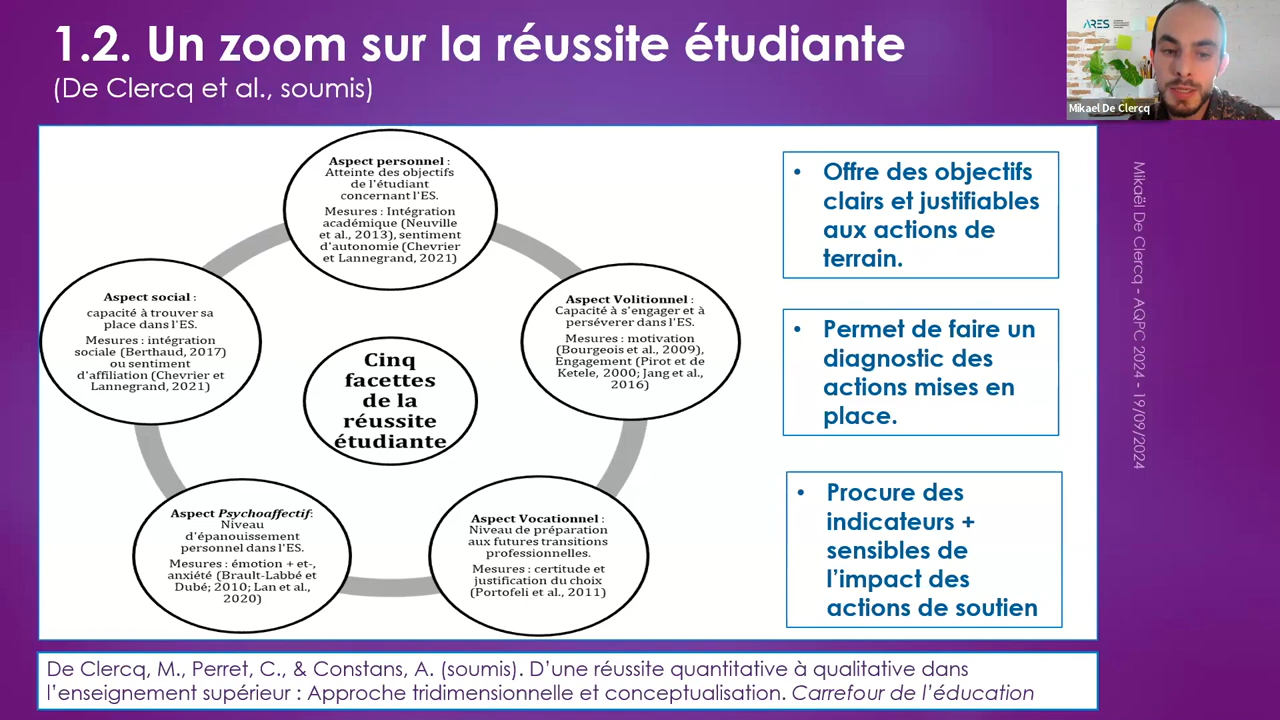 1.2. Un zoom sur la réussite étudiante
(De Clercq et al., soumis)
ARES
Mikael De Clercq
Aspect personnel :
Atteinte des objectifs
de l'étudiant
concernant l'ES.
Mesures : Intégration
académique (Neuville
et al., 2013), sentiment
d'autonomie (Chevrier
et Lannegrand, 2021)
Aspect social :
capacité à trouver sa
place dans l'ES.
Mesures : intégration
sociale (Berthaud, 2017)
ou sentiment
d'affiliation (Chevrier et
Lannegrand, 2021)
Aspect Volitionnel :
Capacité à s'engager et à
perséverer dans l'ES.
Mesures : motivation
(Bourgeois et al., 2009),
Engagement (Pirot et de
Ketele, 2000; Jang et al.,
2016)
Cinq
facettes
de la
réussite
étudiante
Aspect Psychoaffectif:
Niveau
d'épanouissement
personnel dans l'ES.
Mesures : émotion + et-,
anxiété (Brault-Labbé et
Dubé; 2010; Lan et al.,
2020)
Aspect Vocationnel :
Niveau de préparation
aux futures transitions
professionnelles.
Mesures : certitude et
justification du choix
(Portofeli et al., 2011)
• Offre des objectifs
clairs et justifiables
aux actions de
terrain.
• Permet de faire un
diagnostic des
actions mises en
place.
• Procure des
indicateurs +
sensibles de
l'impact des
actions de soutien
Mikaël De Clercq - AQPC 2024 - 19/09/2024
De Clercq, M., Perret, C., & Constans, A. (soumis). D'une réussite quantitative à qualitative dans
l'enseignement supérieur : Approche tridimensionnelle et conceptualisation. Carrefour de l'éducation